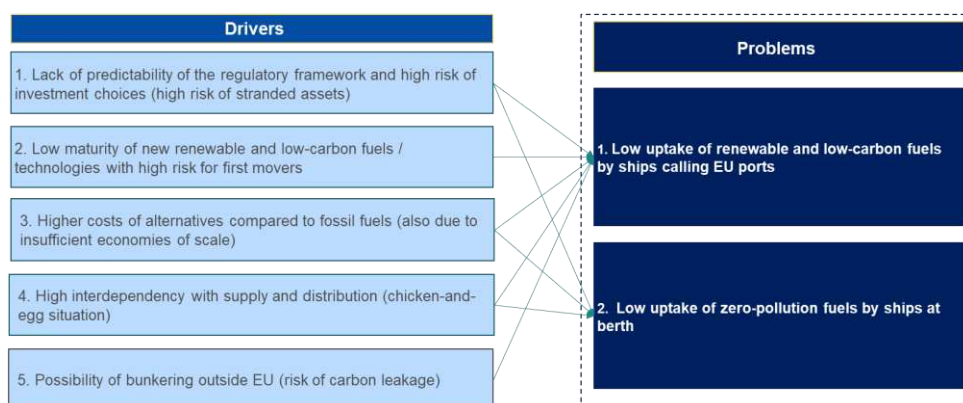 Drivers
1. Lack of predictability of the regulatory framework and high risk of
investment choices (high risk of stranded assets)
2. Low maturity of new renewable and low-carbon fuels /
technologies with high risk for first movers
3. Higher costs of alternatives compared to fossil fuels (also due to
insufficient economies of scale)
4. High interdependency with supply and distribution (chicken-and-
egg situation)
5. Possibility of bunkering outside EU (risk of carbon leakage)
Problems
1. Low uptake of renewable and low-carbon fuels
by ships calling EU ports
2. Low uptake of zero-pollution fuels by ships at
berth